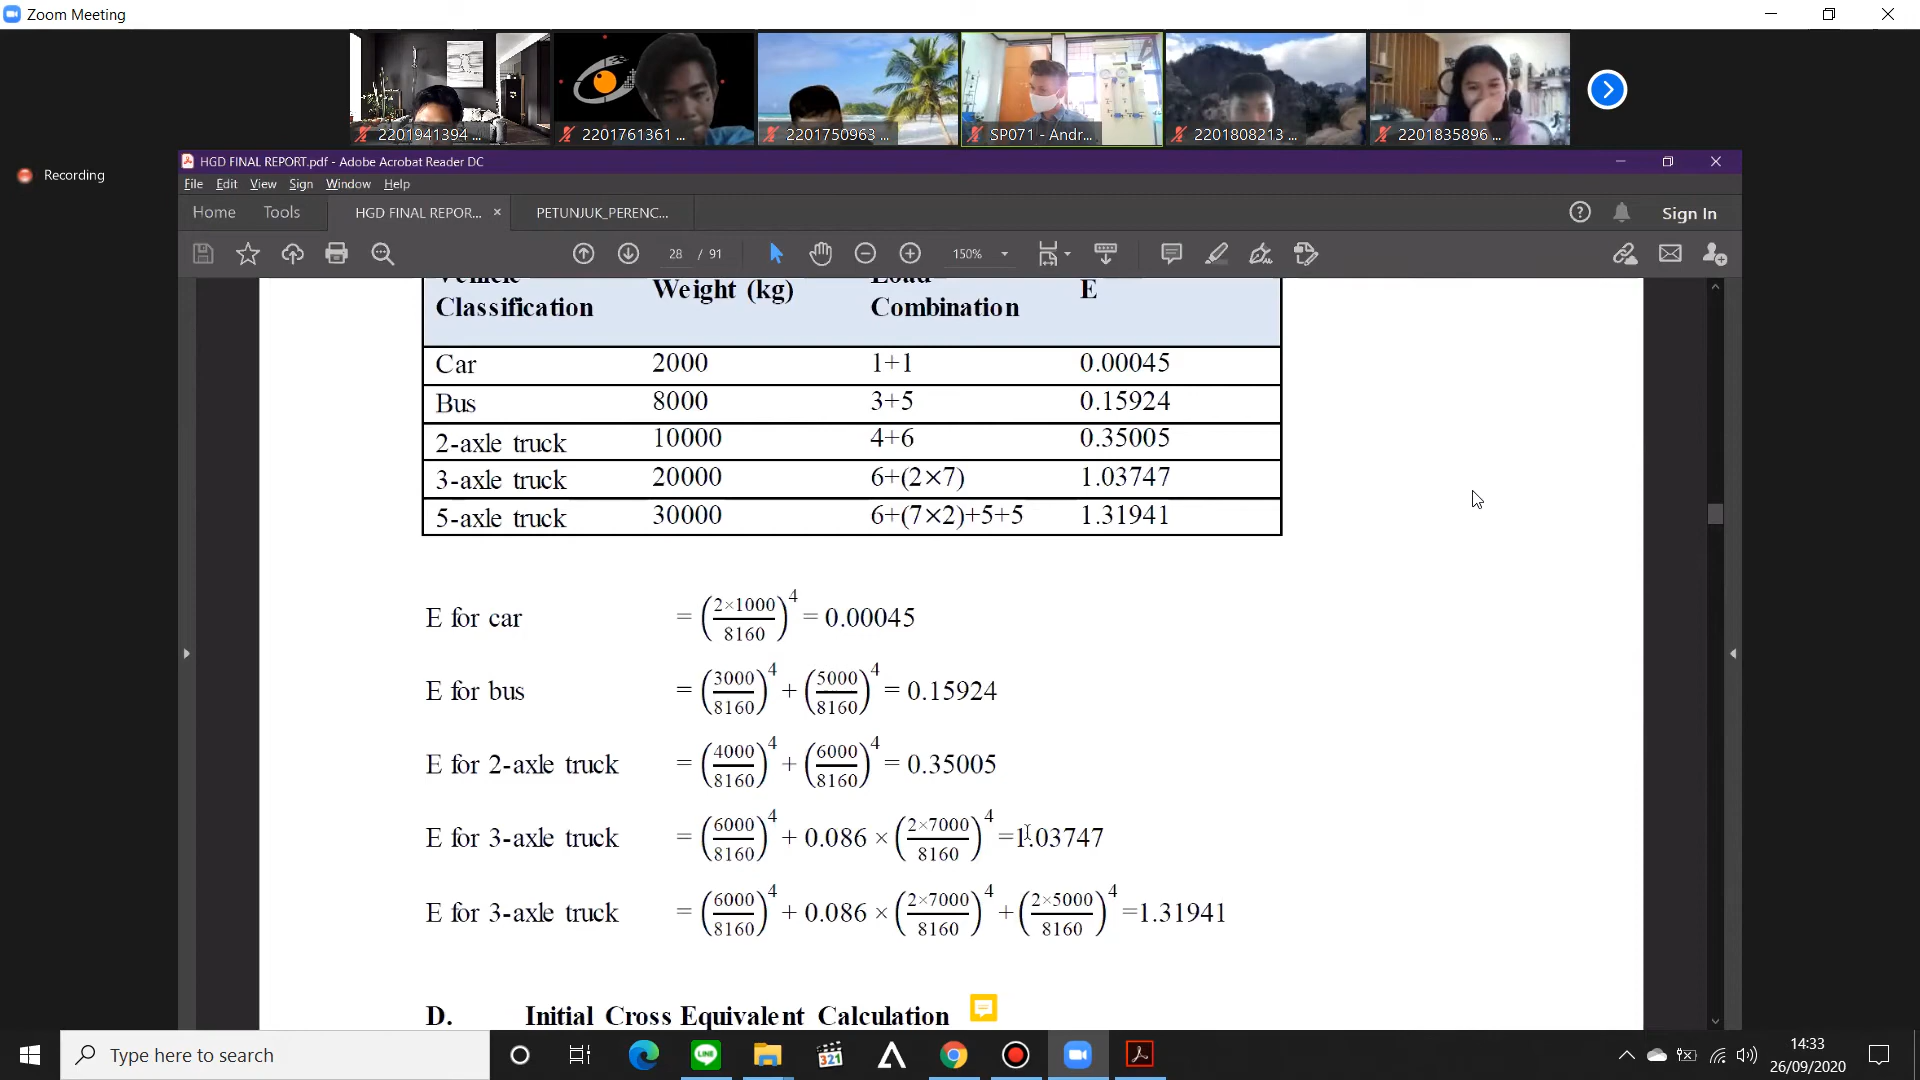 Zoom Meeting
2201941394 ...
2201761361 ...
2201750963 ...
SP071 - Andr...
2201808213 ...
2201835896 ...
Recording
HGD FINAL REPORT.pdf - Adobe Acrobat Reader DC
File Edit View Sign Window Help
Home Tools HGD FINAL REPOR... × PETUNJUK_PERENC... Sign In
28 / 91 150%
Vehicle Classification Weight (kg) Load Combination E
Car 2000 1+1 0.00045
Bus 8000 3+5 0.15924
2-axle truck 10000 4+6 0.35005
3-axle truck 20000 6+(2×7) 1.03747
5-axle truck 30000 6+(7×2)+5+5 1.31941
E for car = (2×1000/8160)^4 = 0.00045
E for bus = (3000/8160)^4 + (5000/8160)^4 = 0.15924
E for 2-axle truck = (4000/8160)^4 + (6000/8160)^4 = 0.35005
E for 3-axle truck = (6000/8160)^4 + 0.086 × (2×7000/8160)^4 =1.03747
E for 3-axle truck = (6000/8160)^4 + 0.086 × (2×7000/8160)^4 + (2×5000/8160)^4 =1.31941
D. Initial Cross Equivalent Calculation
Type here to search
321
14:33
26/09/2020